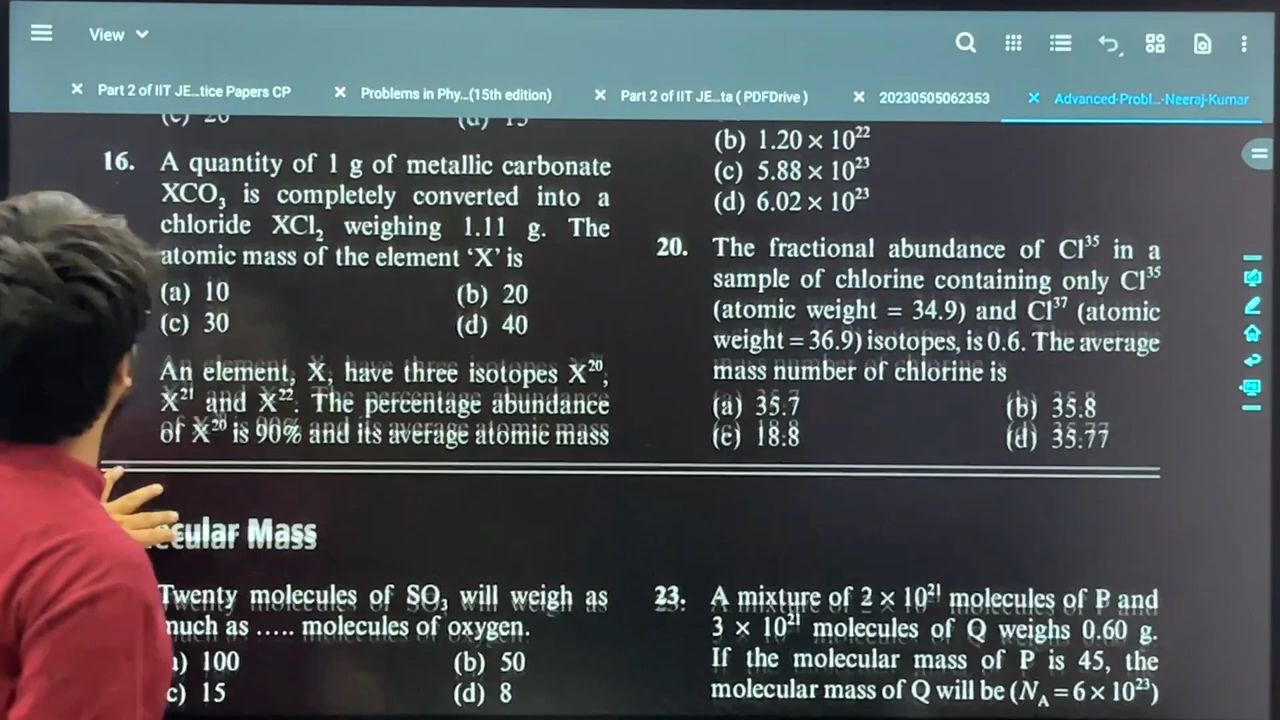 View
Part 2 of IIT JE...tice Papers CP
Problems in Phy...(15th edition)
Part 2 of IIT JE...ta ( PDFDrive )
20230505062353
Advanced-Probl...-Neeraj-Kumar
16. A quantity of 1 g of metallic carbonate
XCO₃ is completely converted into a
chloride XCl₂ weighing 1.11 g. The
atomic mass of the element ‘X’ is
(a) 10 (b) 20
(c) 30 (d) 40
An element, X, have three isotopes X²⁰,
X²¹ and X²². The percentage abundance
of X²⁰ is 90% and its average atomic mass
(b) 1.20 × 10²²
(c) 5.88 × 10²³
(d) 6.02 × 10²³
20. The fractional abundance of Cl³⁵ in a
sample of chlorine containing only Cl³⁵
(atomic weight = 34.9) and Cl³⁷ (atomic
weight = 36.9) isotopes, is 0.6. The average
mass number of chlorine is
(a) 35.7 (b) 35.8
(c) 18.8 (d) 35.77
Mass
Twenty molecules of SO₃ will weigh as
much as ..... molecules of oxygen.
100 (b) 50
c) 15 (d) 8
23. A mixture of 2 × 10²¹ molecules of P and
3 × 10²¹ molecules of Q weighs 0.60 g.
If the molecular mass of P is 45, the
molecular mass of Q will be (N_A = 6 × 10²³)